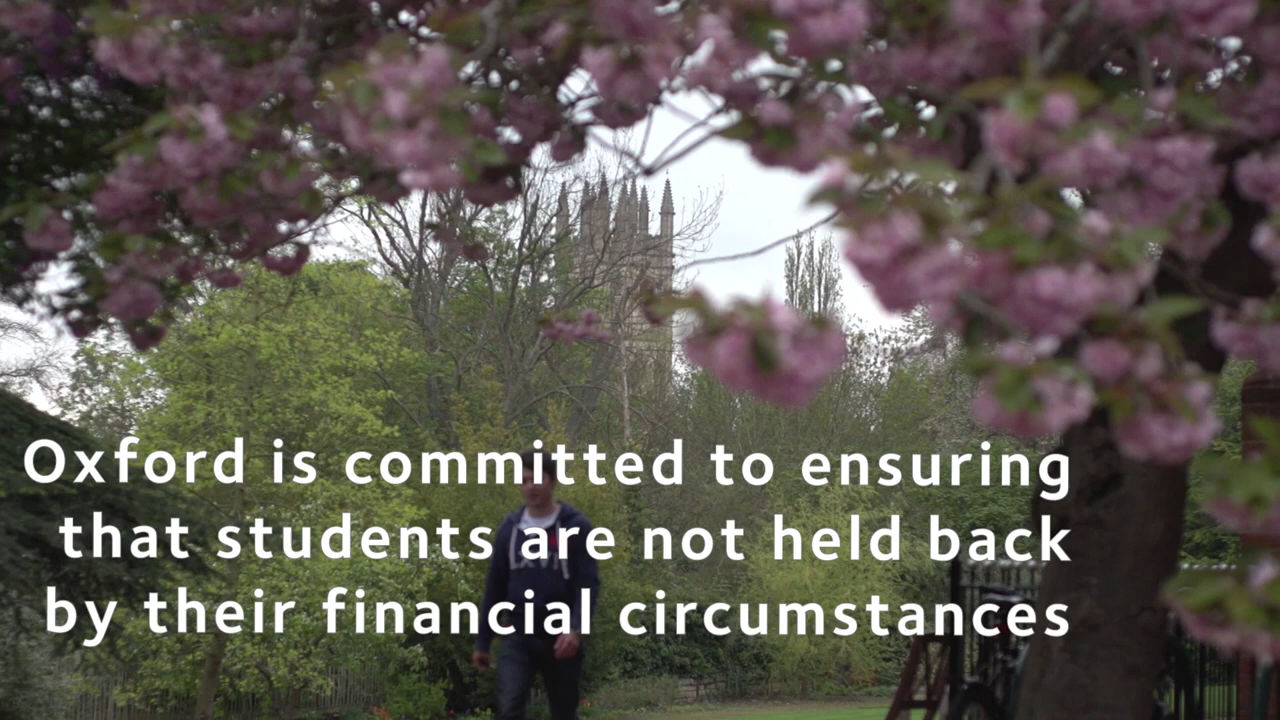 Oxford is committed to ensuring
that students are not held back
by their financial circumstances